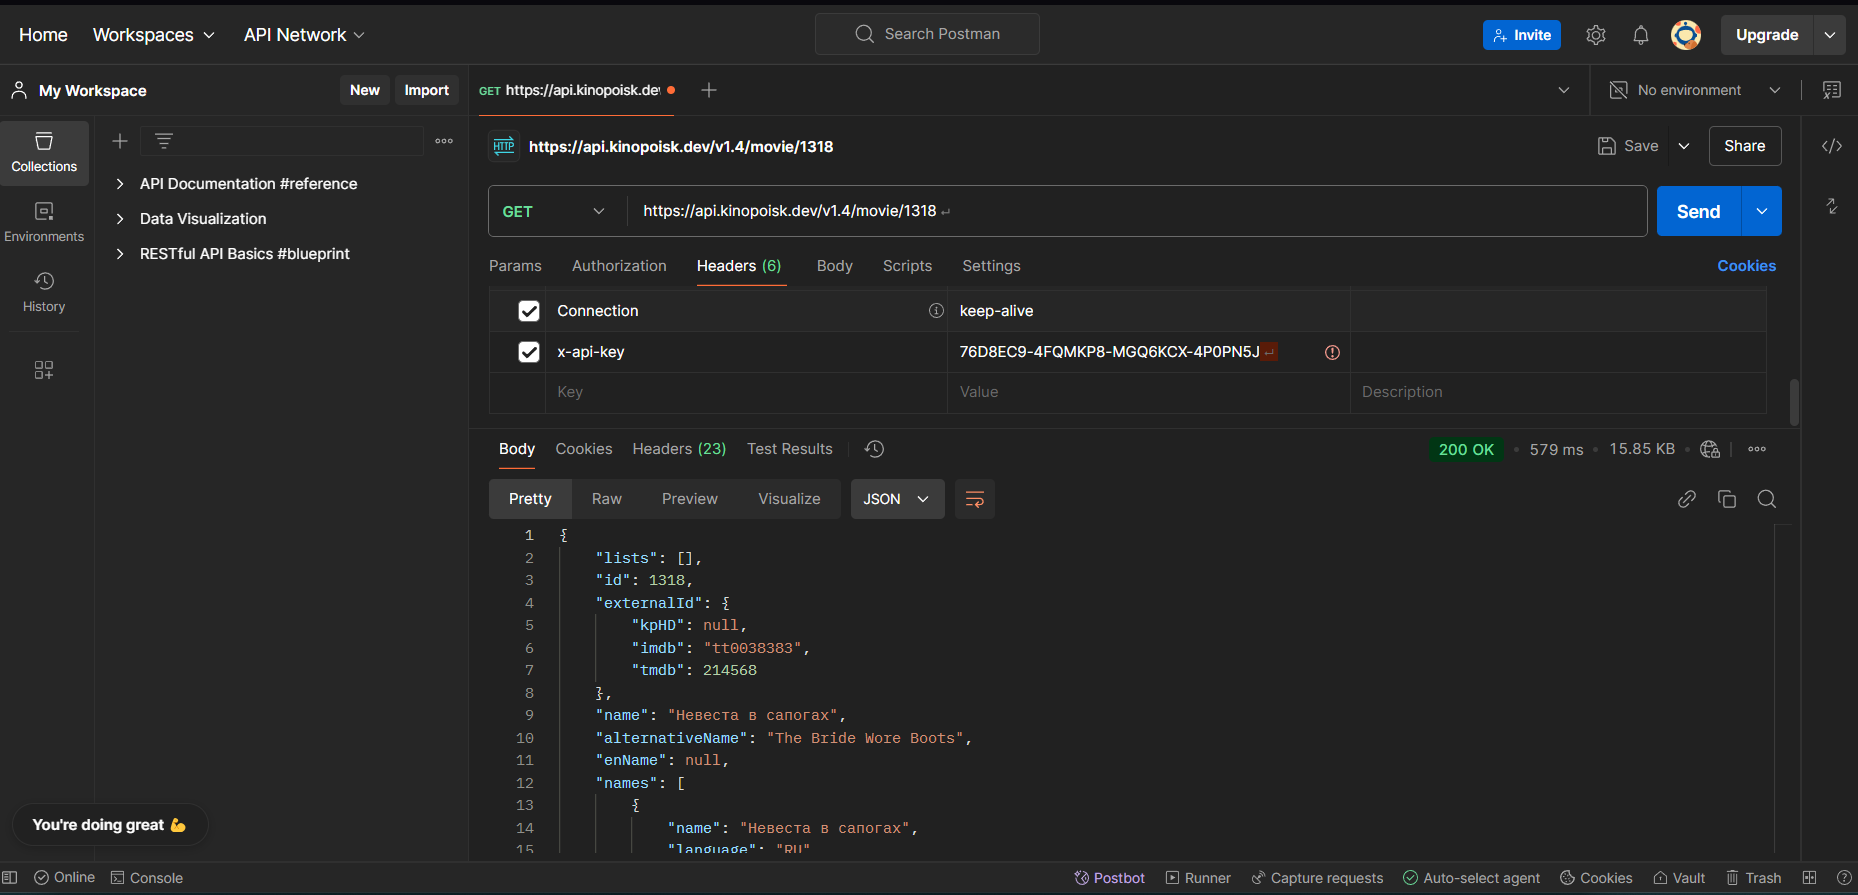 Home Workspaces API Network Search Postman Invite Upgrade
My Workspace New Import GET https://api.kinopoisk.de No environment
HTTP https://api.kinopoisk.dev/v1.4/movie/1318 Save Share
Collections
API Documentation #reference
Data Visualization
RESTful API Basics #blueprint
Environments
History
GET https://api.kinopoisk.dev/v1.4/movie/1318 Send
Params Authorization Headers (6) Body Scripts Settings Cookies
Connection keep-alive
x-api-key 76D8EC9-4FQMKP8-MGQ6KCX-4P0PN5J
Key Value Description
Body Cookies Headers (23) Test Results 200 OK 579 ms 15.85 KB
Pretty Raw Preview Visualize JSON
1 {
2 "lists": [],
3 "id": 1318,
4 "externalId": {
5 "kpHD": null,
6 "imdb": "tt0038383",
7 "tmdb": 214568
8 },
9 "name": "Невеста в сапогах",
10 "alternativeName": "The Bride Wore Boots",
11 "enName": null,
12 "names": [
13 {
14 "name": "Невеста в сапогах",
15 "language": "RU"
You're doing great 💪
Online Console Postbot Runner Capture requests Auto-select agent Cookies Vault Trash